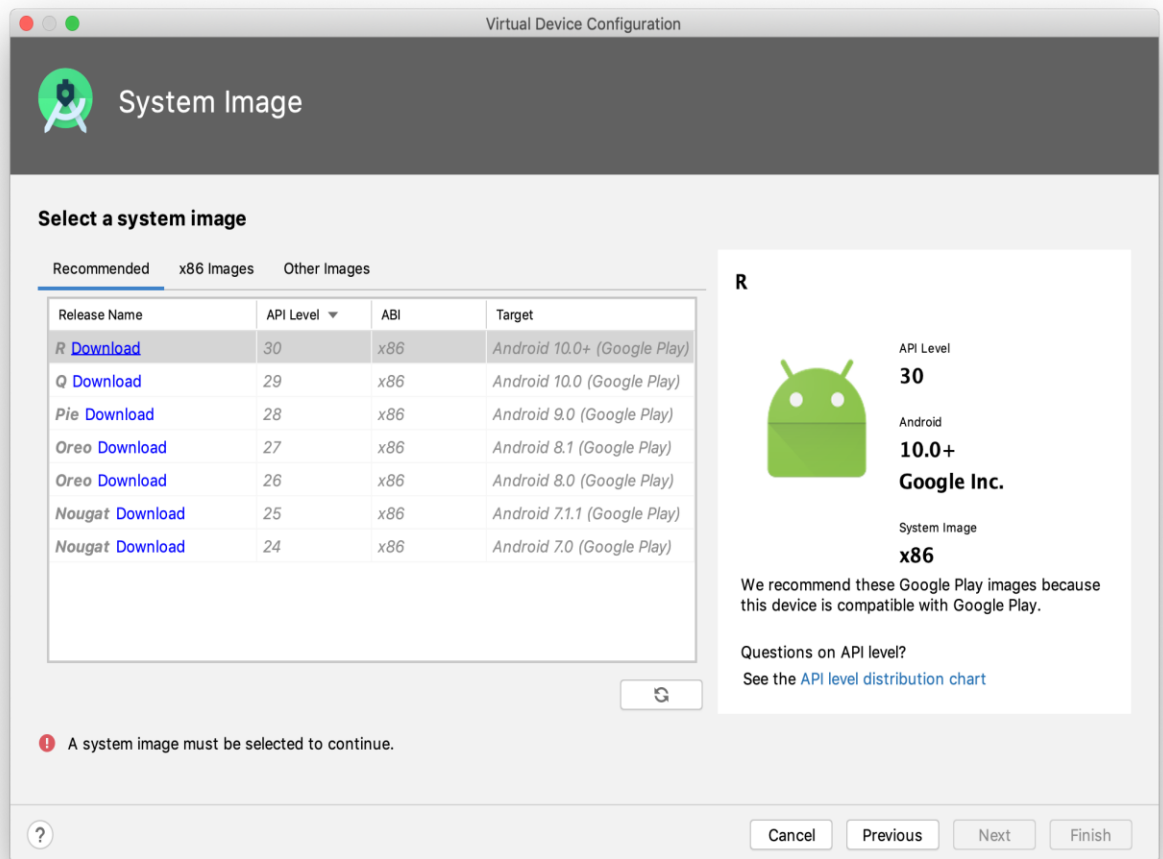 Virtual Device Configuration
System Image
Select a system image
Recommended x86 Images Other Images
Release Name API Level ABI Target
R Download 30 x86 Android 10.0+ (Google Play)
Q Download 29 x86 Android 10.0 (Google Play)
Pie Download 28 x86 Android 9.0 (Google Play)
Oreo Download 27 x86 Android 8.1 (Google Play)
Oreo Download 26 x86 Android 8.0 (Google Play)
Nougat Download 25 x86 Android 7.1.1 (Google Play)
Nougat Download 24 x86 Android 7.0 (Google Play)
R
API Level
30
Android
10.0+
Google Inc.
System Image
x86
We recommend these Google Play images because
this device is compatible with Google Play.
Questions on API level?
See the API level distribution chart
! A system image must be selected to continue.
? Cancel Previous Next Finish